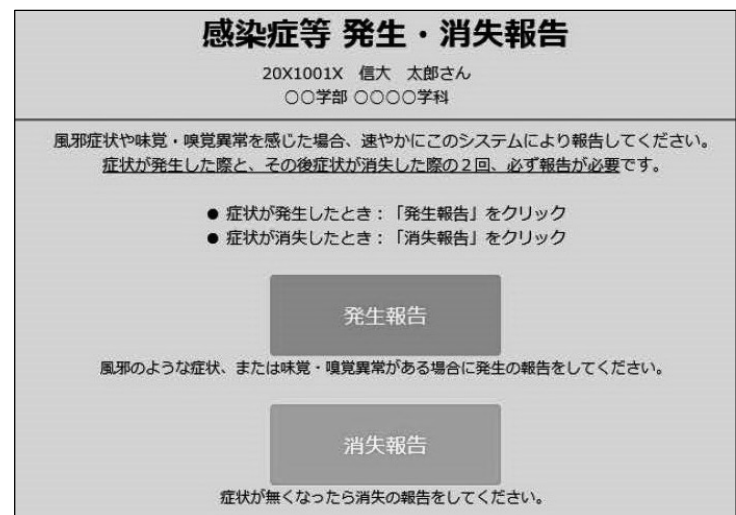 感染症等 発生・消失報告
20X1001X 信大 太郎さん
○○学部 ○○○○学科
風邪症状や味覚・嗅覚異常を感じた場合、速やかにこのシステムにより報告してください。
症状が発生した際と、その後症状が消失した際の2回、必ず報告が必要です。
● 症状が発生したとき：「発生報告」をクリック
● 症状が消失したとき：「消失報告」をクリック
発生報告
風邪のような症状、または味覚・嗅覚異常がある場合に発生の報告をしてください。
消失報告
症状が無くなったら消失の報告をしてください。